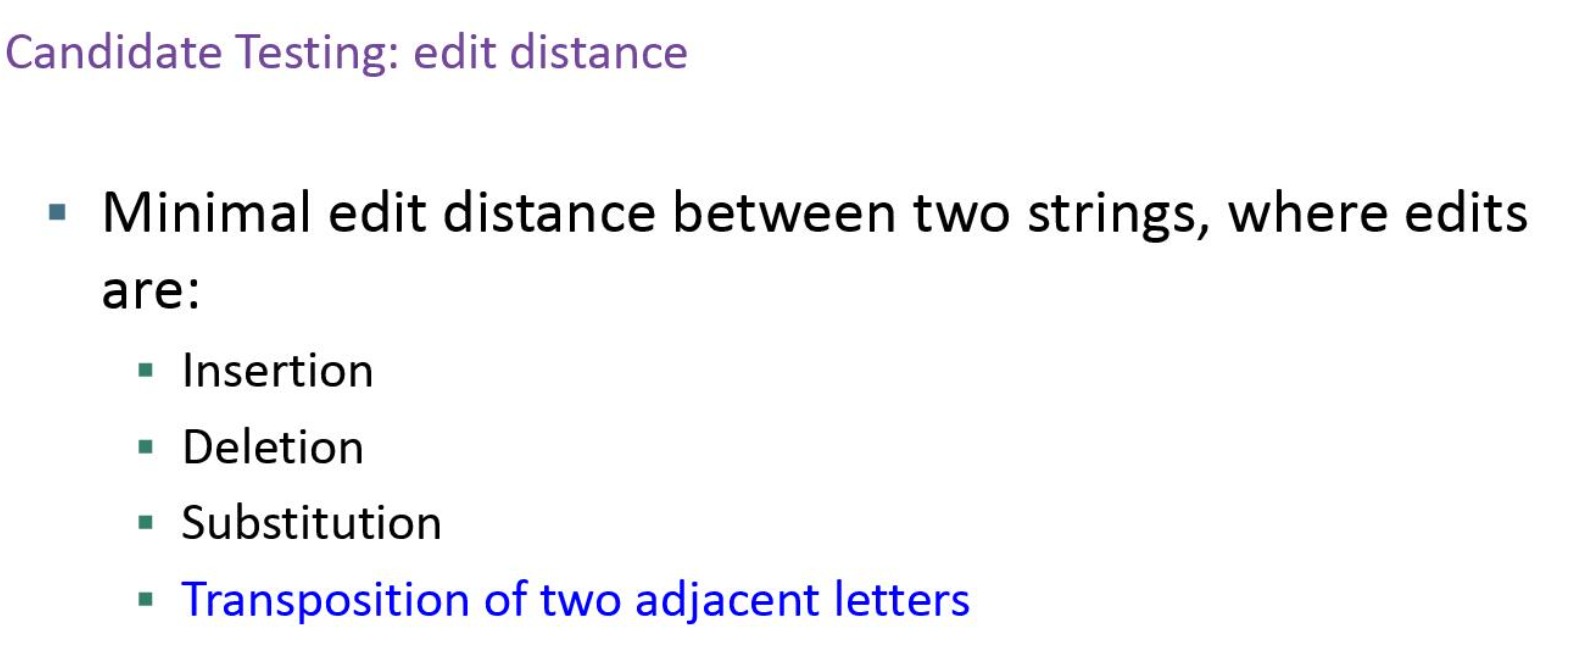 Candidate Testing: edit distance
▪ Minimal edit distance between two strings, where edits
are:
▪ Insertion
▪ Deletion
▪ Substitution
▪ Transposition of two adjacent letters